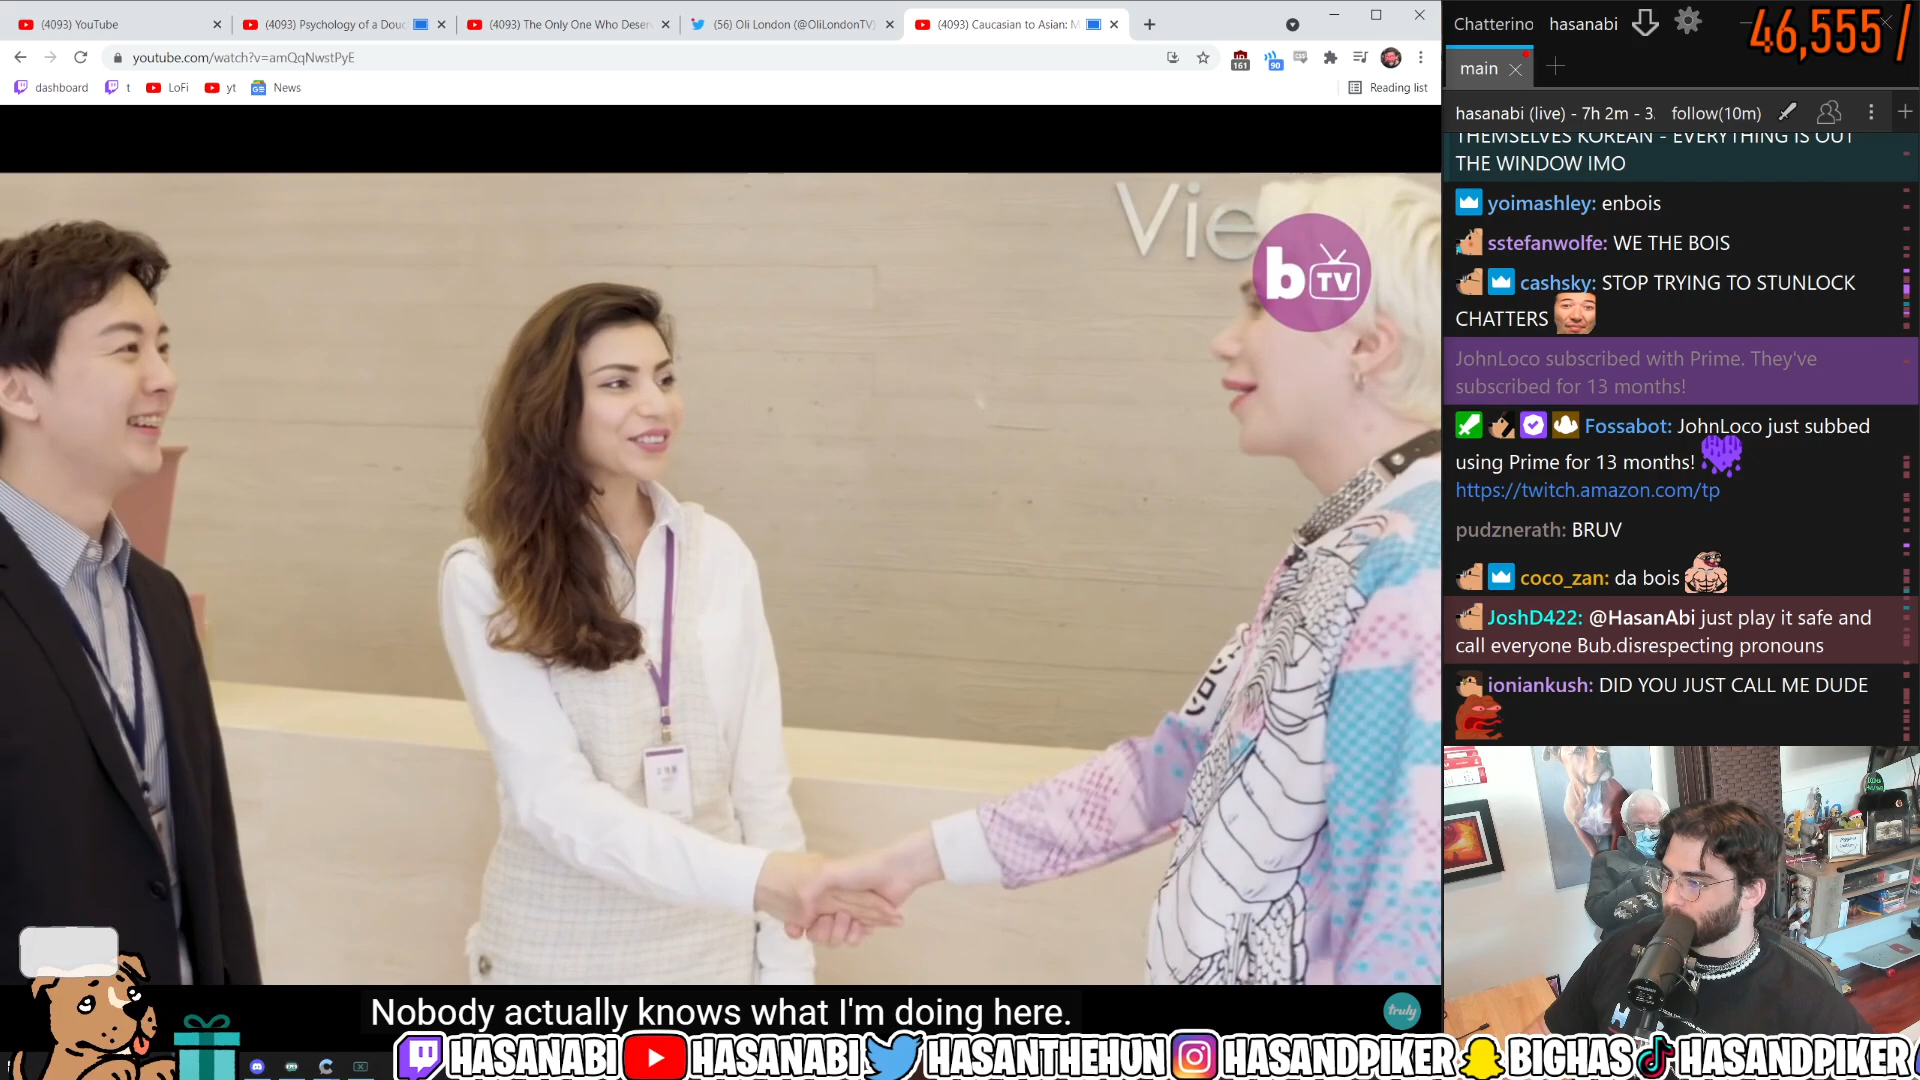 (4093) YouTube
(4093) Psychology of a Douc
(4093) The Only One Who Deser
(56) Oli London (@OliLondonTV)
(4093) Caucasian to Asian: M
youtube.com/watch?v=amQqNwstPyE
161
90
dashboard
t
LoFi
yt
News
Reading list
Vie
b TV
Nobody actually knows what I'm doing here.
truly
Chatterino hasanabi
46,555 /
main
hasanabi (live) - 7h 2m - 3. follow(10m)
THEMSELVES KOREAN - EVERYTHING IS OUT
THE WINDOW IMO
yoimashley: enbois
sstefanwolfe: WE THE BOIS
cashsky: STOP TRYING TO STUNLOCK
CHATTERS
JohnLoco subscribed with Prime. They've
subscribed for 13 months!
Fossabot: JohnLoco just subbed
using Prime for 13 months!
https://twitch.amazon.com/tp
pudznerath: BRUV
coco_zan: da bois
JoshD422: @HasanAbi just play it safe and
call everyone Bub.disrespecting pronouns
ioniankush: DID YOU JUST CALL ME DUDE
HASANABI HASANABI HASANTHEHUN HASANDPIKER BIGHAS HASANDPIKER